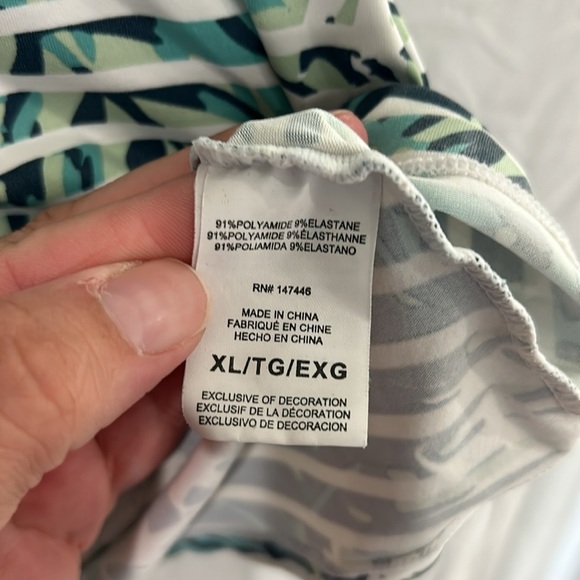 91%POLYAMIDE 9%ELASTANE
91%POLYAMIDE 9%ÉLASTHANNE
91%POLIAMIDA 9%ELASTANO
RN# 147446
MADE IN CHINA
FABRIQUÉ EN CHINE
HECHO EN CHINA
XL/TG/EXG
EXCLUSIVE OF DECORATION
EXCLUSIF DE LA DÉCORATION
EXCLUSIVO DE DECORACION